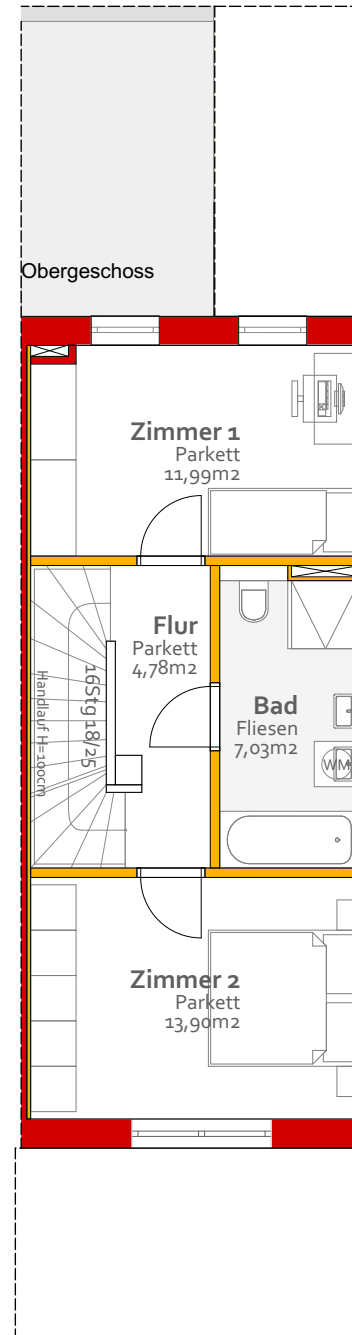 Obergeschoss
Zimmer 1
Parkett
11,99m2
Flur
Parkett
4,78m2
16Stg 18/25
Handlauf H=100cm
Bad
Fliesen
7,03m2
WM
Zimmer 2
Parkett
13,90m2